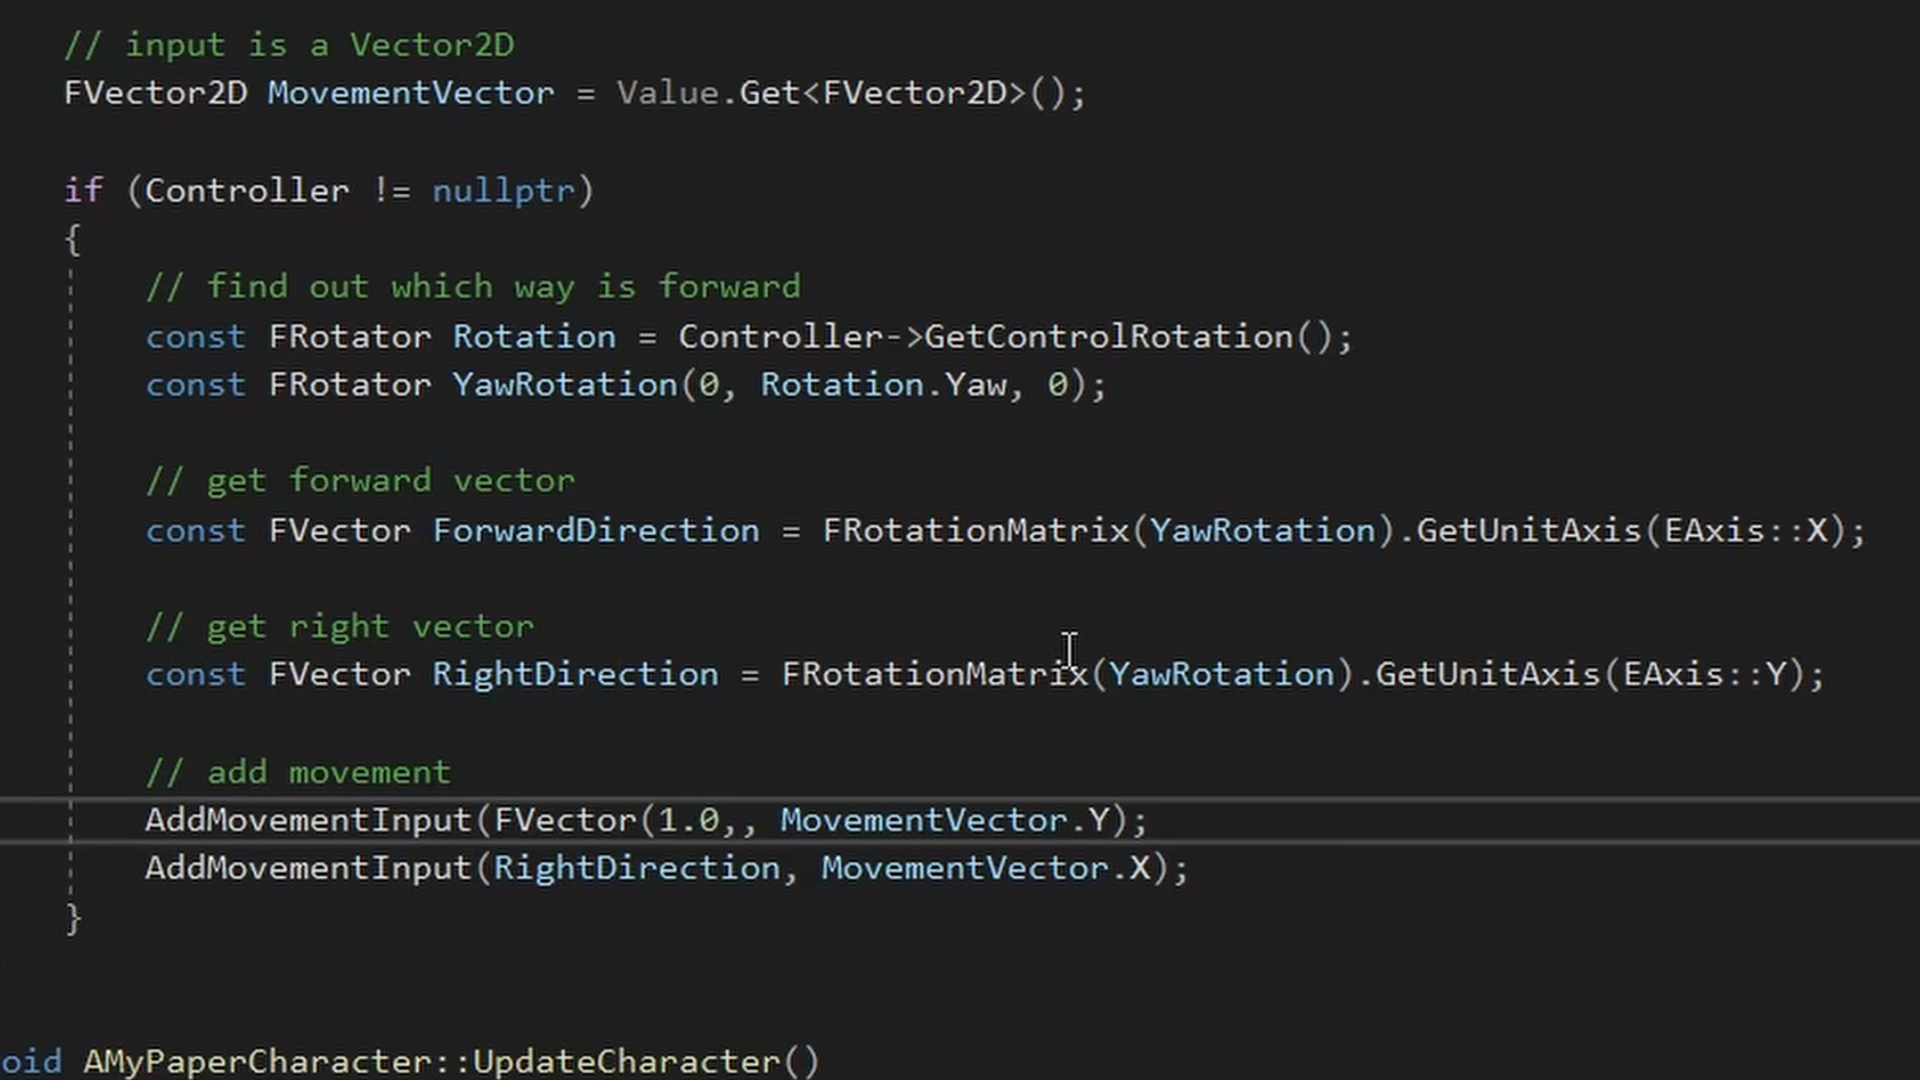 // input is a Vector2D
FVector2D MovementVector = Value.Get<FVector2D>();
if (Controller != nullptr)
{
// find out which way is forward
const FRotator Rotation = Controller->GetControlRotation();
const FRotator YawRotation(0, Rotation.Yaw, 0);
// get forward vector
const FVector ForwardDirection = FRotationMatrix(YawRotation).GetUnitAxis(EAxis::X);
// get right vector
const FVector RightDirection = FRotationMatrix(YawRotation).GetUnitAxis(EAxis::Y);
// add movement
AddMovementInput(FVector(1.0,, MovementVector.Y);
AddMovementInput(RightDirection, MovementVector.X);
}
oid AMyPaperCharacter::UpdateCharacter()